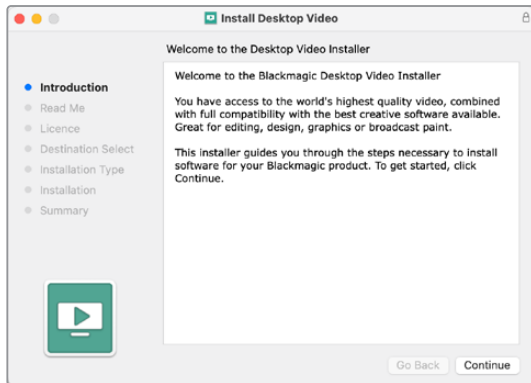 Install Desktop Video
Welcome to the Desktop Video Installer
Introduction
Read Me
Licence
Destination Select
Installation Type
Installation
Summary
Welcome to the Blackmagic Desktop Video Installer
You have access to the world's highest quality video, combined
with full compatibility with the best creative software available.
Great for editing, design, graphics or broadcast paint.
This installer guides you through the steps necessary to install
software for your Blackmagic product. To get started, click
Continue.
Go Back
Continue